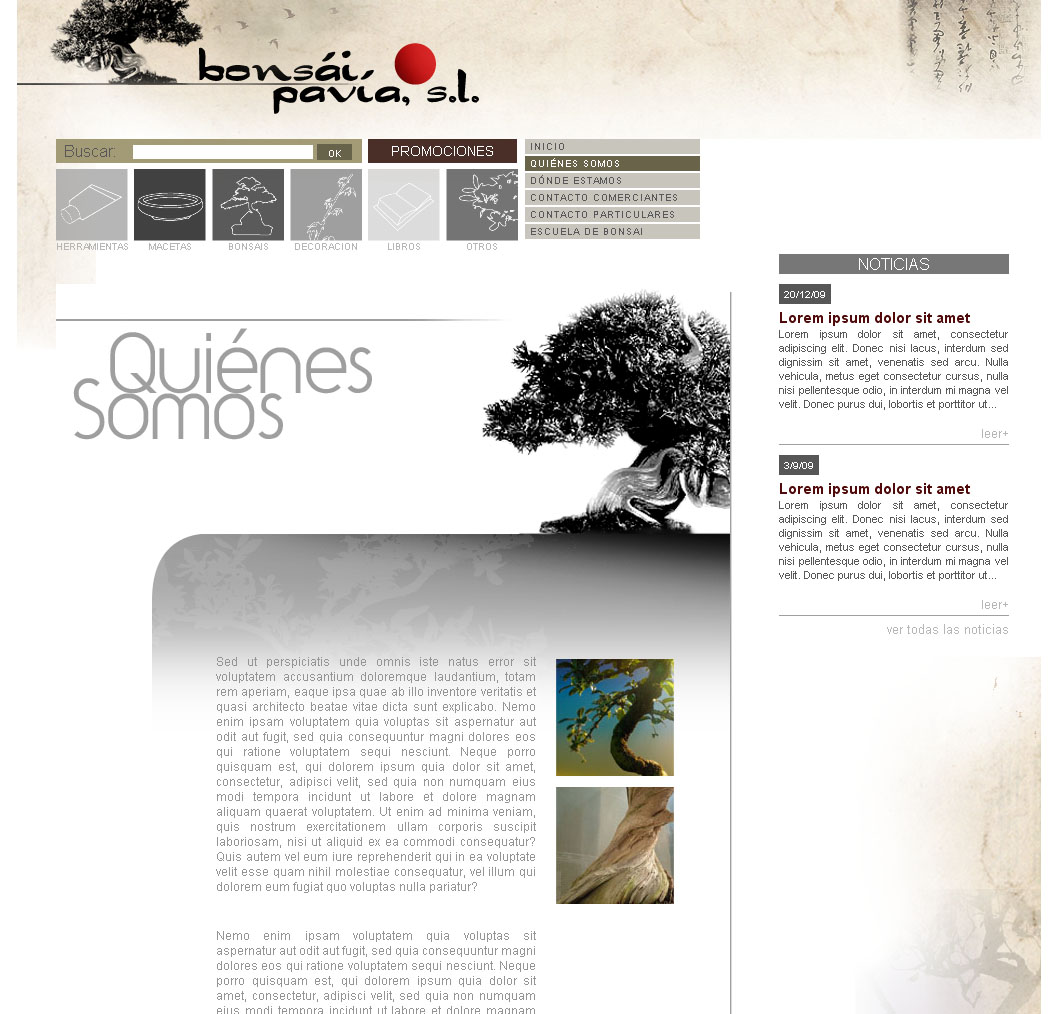 bonsái
pavía, s.l.
Buscar:
OK
PROMOCIONES
INICIO
QUIÉNES SOMOS
DÓNDE ESTAMOS
CONTACTO COMERCIANTES
CONTACTO PARTICULARES
ESCUELA DE BONSAI
HERRAMIENTAS
MACETAS
BONSAIS
DECORACION
LIBROS
OTROS
Quiénes
Somos
Sed ut perspiciatis unde omnis iste natus error sit
voluptatem accusantium doloremque laudantium, totam
rem aperiam, eaque ipsa quae ab illo inventore veritatis et
quasi architecto beatae vitae dicta sunt explicabo. Nemo
enim ipsam voluptatem quia voluptas sit aspernatur aut
odit aut fugit, sed quia consequuntur magni dolores eos
qui ratione voluptatem sequi nesciunt. Neque porro
quisquam est, qui dolorem ipsum quia dolor sit amet,
consectetur, adipisci velit, sed quia non numquam eius
modi tempora incidunt ut labore et dolore magnam
aliquam quaerat voluptatem. Ut enim ad minima veniam,
quis nostrum exercitationem ullam corporis suscipit
laboriosam, nisi ut aliquid ex ea commodi consequatur?
Quis autem vel eum iure reprehenderit qui in ea voluptate
velit esse quam nihil molestiae consequatur, vel illum qui
dolorem eum fugiat quo voluptas nulla pariatur?
Nemo enim ipsam voluptatem quia voluptas sit
aspernatur aut odit aut fugit, sed quia consequuntur magni
dolores eos qui ratione voluptatem sequi nesciunt. Neque
porro quisquam est, qui dolorem ipsum quia dolor sit
amet, consectetur, adipisci velit, sed quia non numquam
eius modi tempora incidunt ut labore et dolore magnam
NOTICIAS
20/12/09
Lorem ipsum dolor sit amet
Lorem ipsum dolor sit amet, consectetur
adipiscing elit. Donec nisi lacus, interdum sed
dignissim sit amet, venenatis sed arcu. Nulla
vehicula, metus eget consectetur cursus, nulla
nisi pellentesque odio, in interdum mi magna vel
velit. Donec purus dui, lobortis et porttitor ut...
leer+
3/9/09
Lorem ipsum dolor sit amet
Lorem ipsum dolor sit amet, consectetur
adipiscing elit. Donec nisi lacus, interdum sed
dignissim sit amet, venenatis sed arcu. Nulla
vehicula, metus eget consectetur cursus, nulla
nisi pellentesque odio, in interdum mi magna vel
velit. Donec purus dui, lobortis et porttitor ut...
leer+
ver todas las noticias